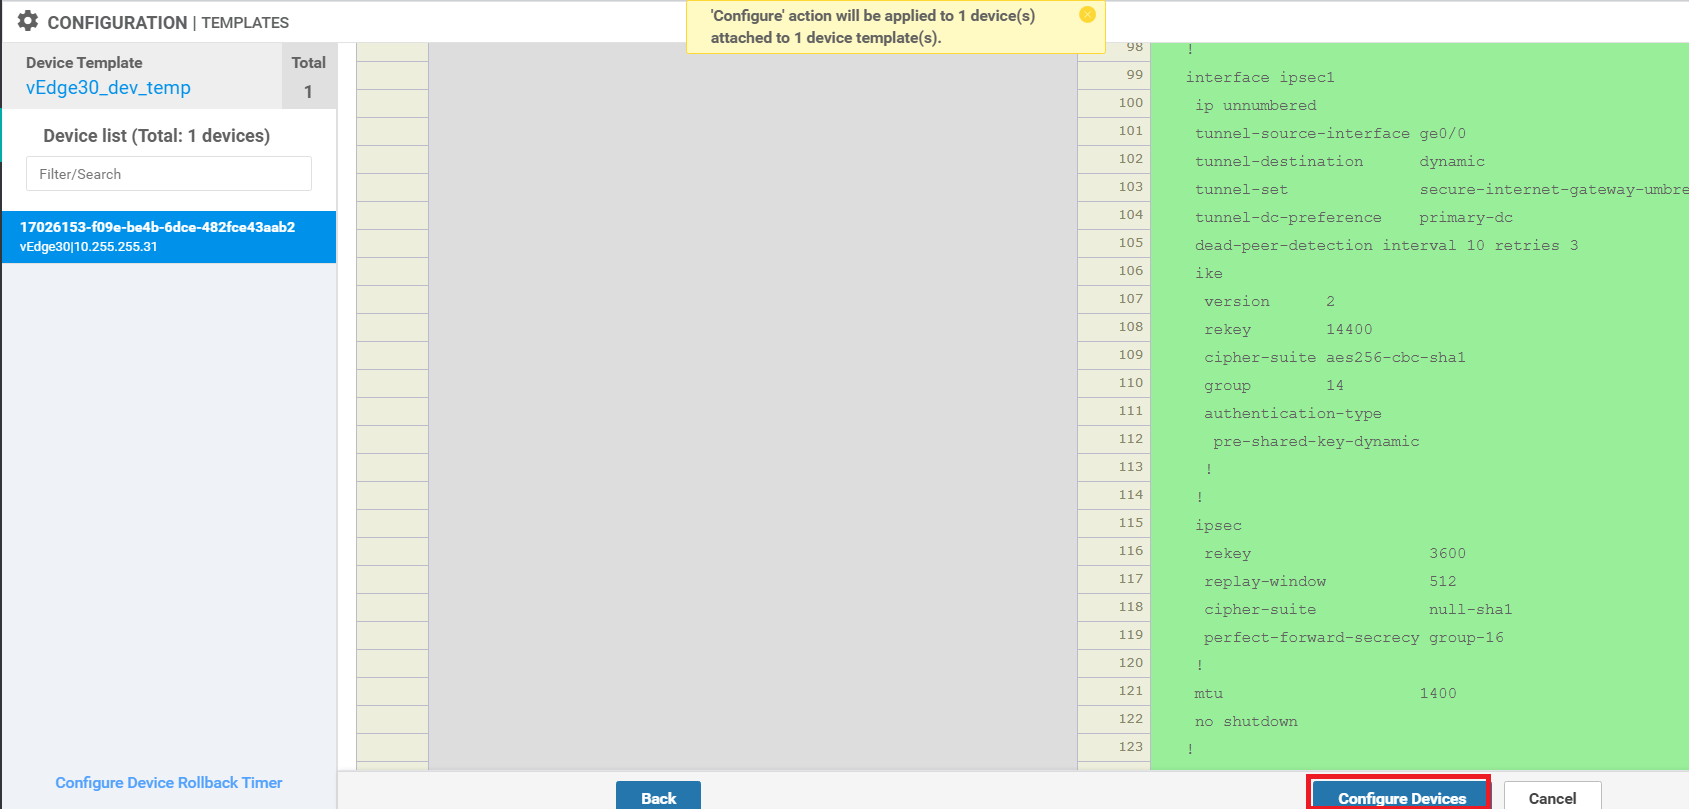 CONFIGURATION | TEMPLATES
'Configure' action will be applied to 1 device(s)
attached to 1 device template(s).
Device Template
Total
vEdge30_dev_temp
1
Device list (Total: 1 devices)
Filter/Search
17026153-f09e-be4b-6dce-482fce43aab2
vEdge30|10.255.255.31
Configure Device Rollback Timer
98 !
99 interface ipsec1
100 ip unnumbered
101 tunnel-source-interface ge0/0
102 tunnel-destination dynamic
103 tunnel-set secure-internet-gateway-umbre
104 tunnel-dc-preference primary-dc
105 dead-peer-detection interval 10 retries 3
106 ike
107 version 2
108 rekey 14400
109 cipher-suite aes256-cbc-sha1
110 group 14
111 authentication-type
112 pre-shared-key-dynamic
113 !
114 !
115 ipsec
116 rekey 3600
117 replay-window 512
118 cipher-suite null-sha1
119 perfect-forward-secrecy group-16
120 !
121 mtu 1400
122 no shutdown
123 !
Back
Configure Devices
Cancel